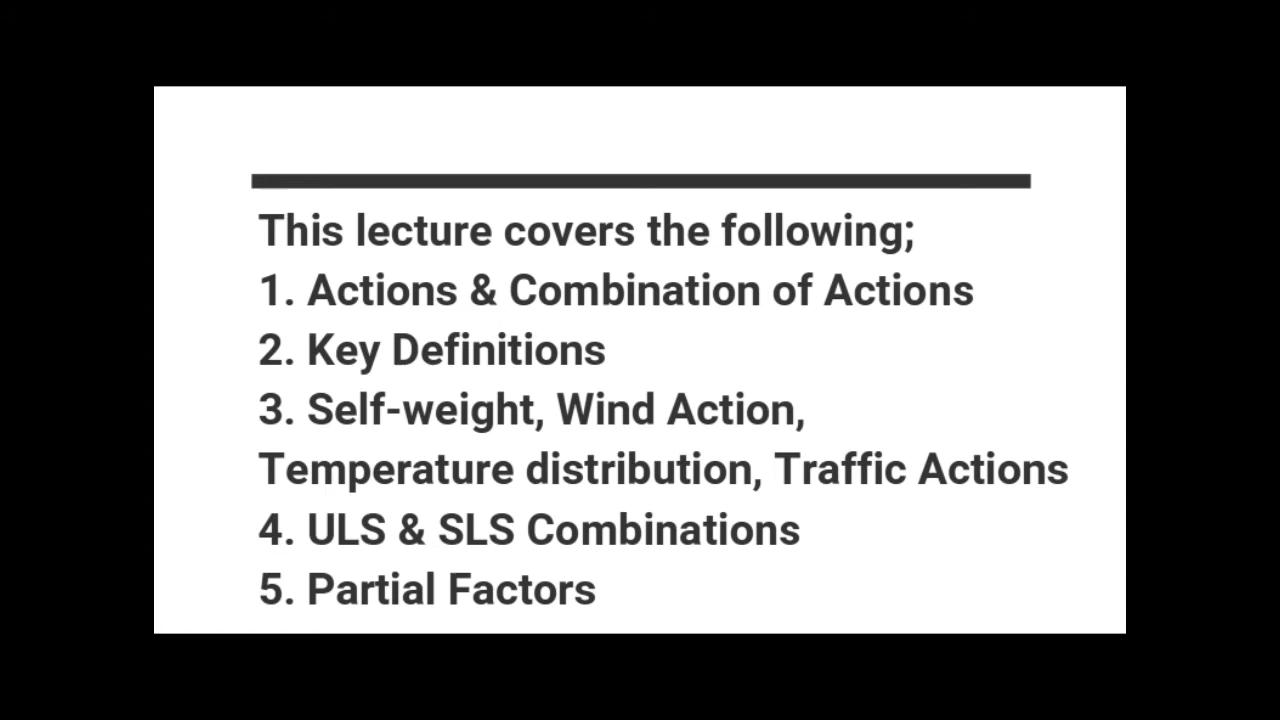 This lecture covers the following;
1. Actions & Combination of Actions
2. Key Definitions
3. Self-weight, Wind Action,
Temperature distribution, Traffic Actions
4. ULS & SLS Combinations
5. Partial Factors